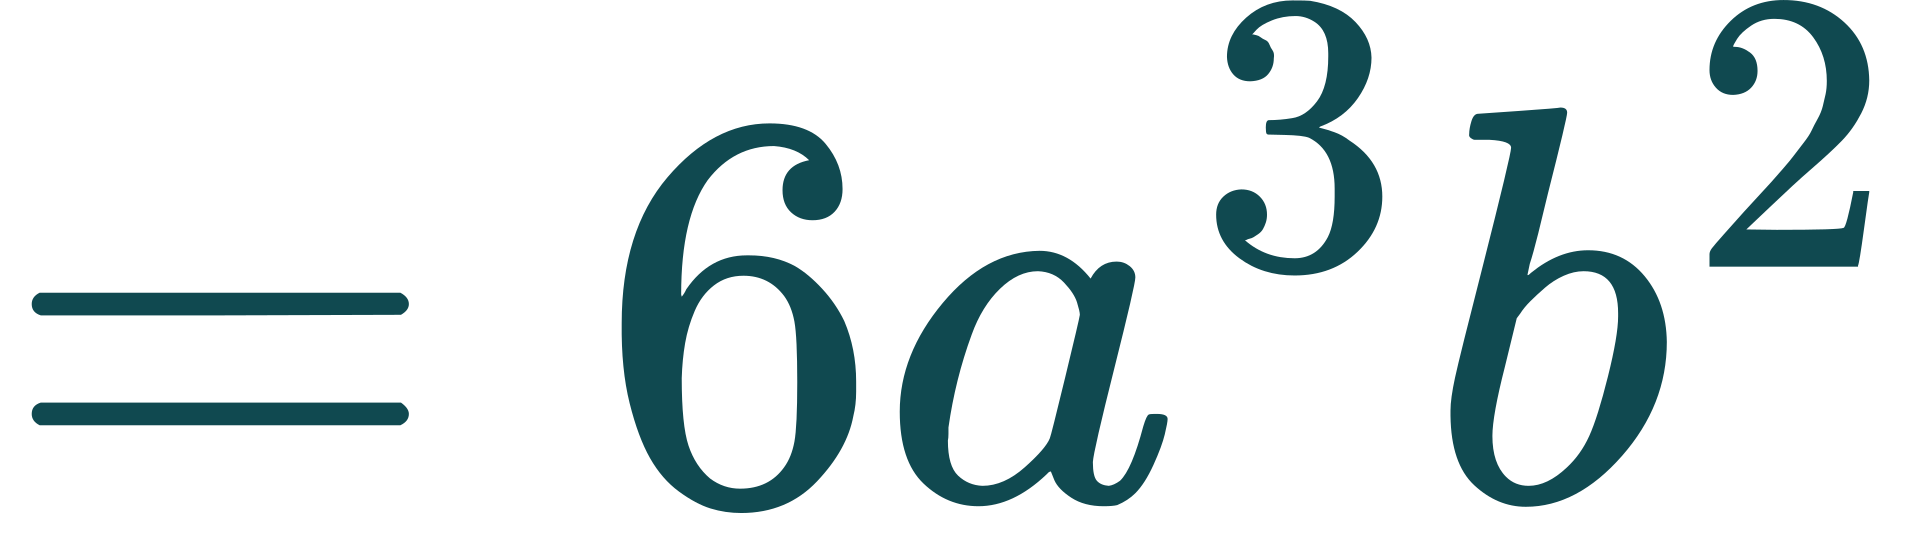 = 6a³b²